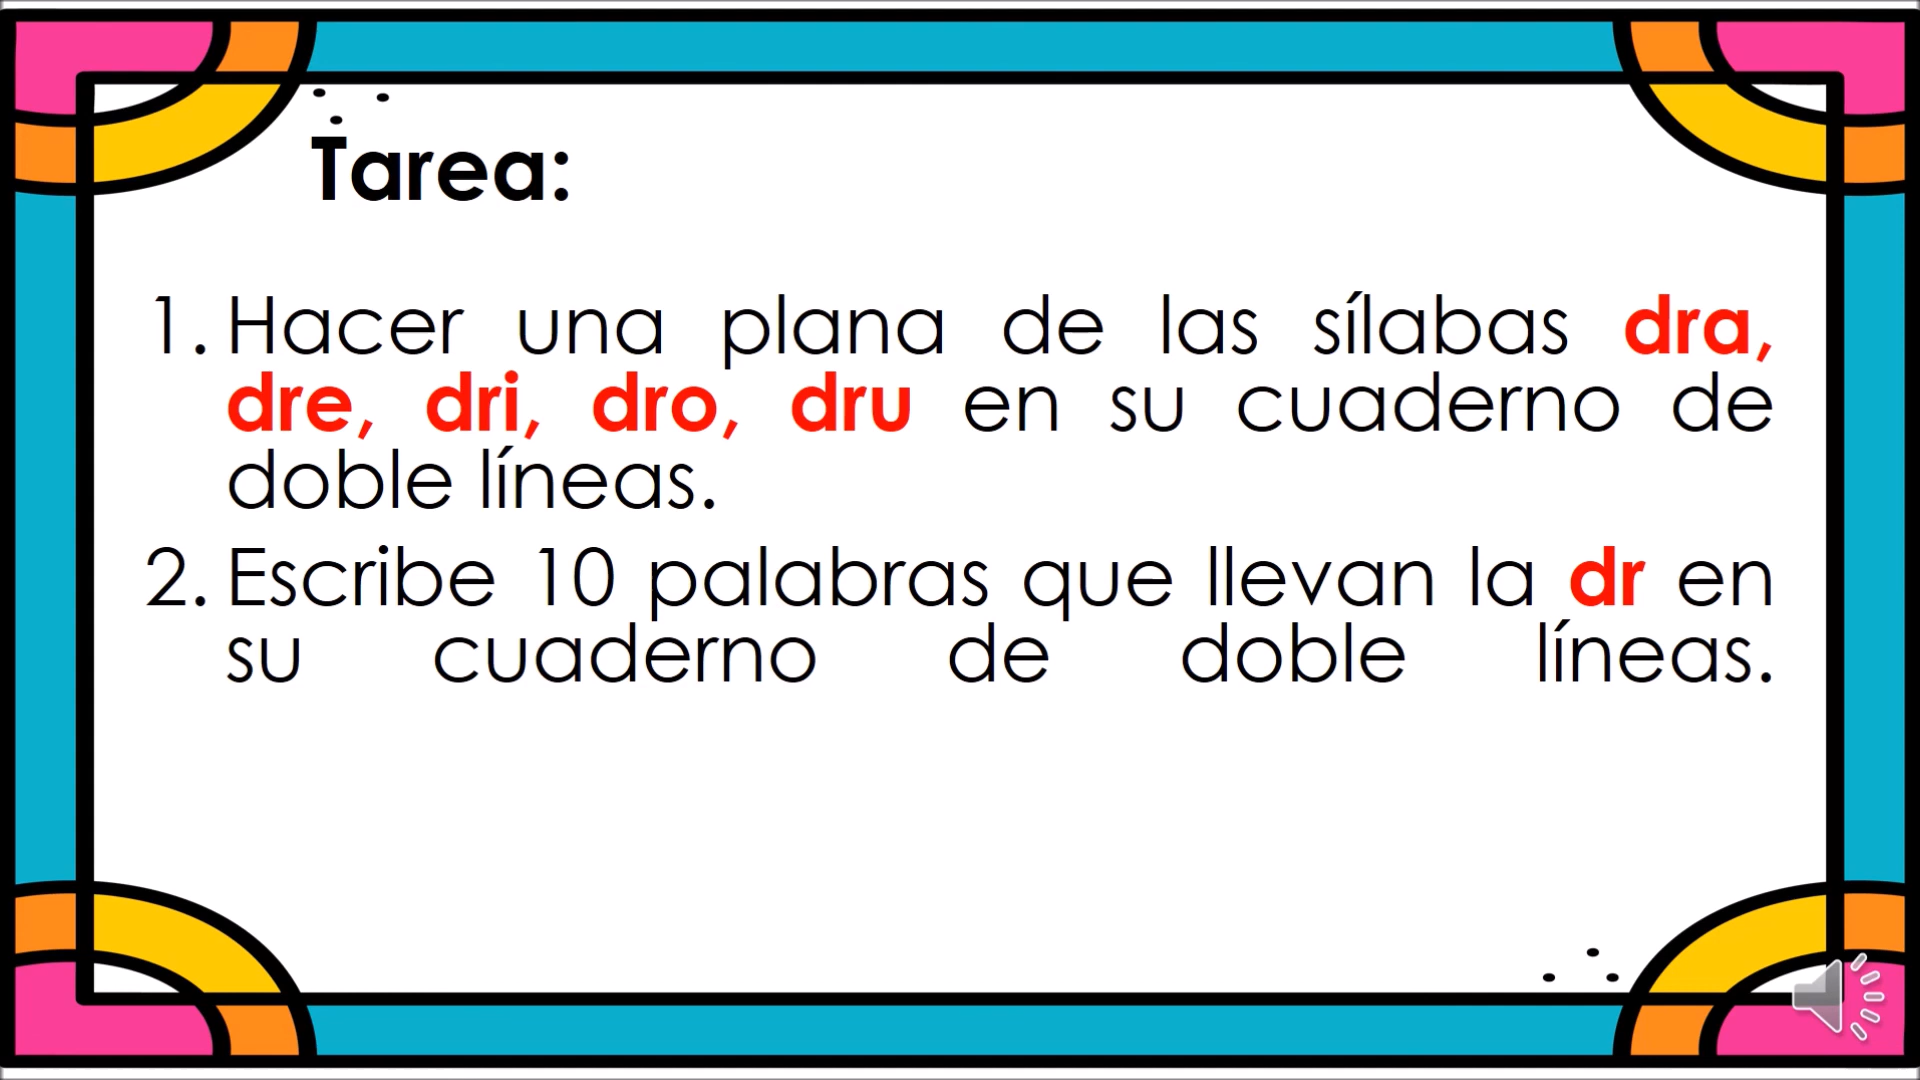 Tarea:
1. Hacer una plana de las sílabas dra,
dre, dri, dro, dru en su cuaderno de
doble líneas.
2. Escribe 10 palabras que llevan la dr en
su cuaderno de doble líneas.